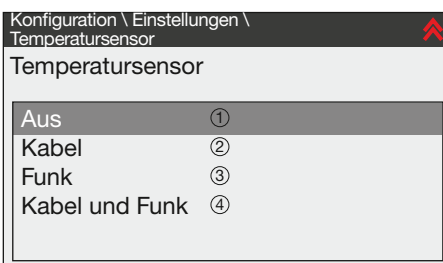 Konfiguration \ Einstellungen \
Temperatursensor
Temperatursensor
Aus ①
Kabel ②
Funk ③
Kabel und Funk ④